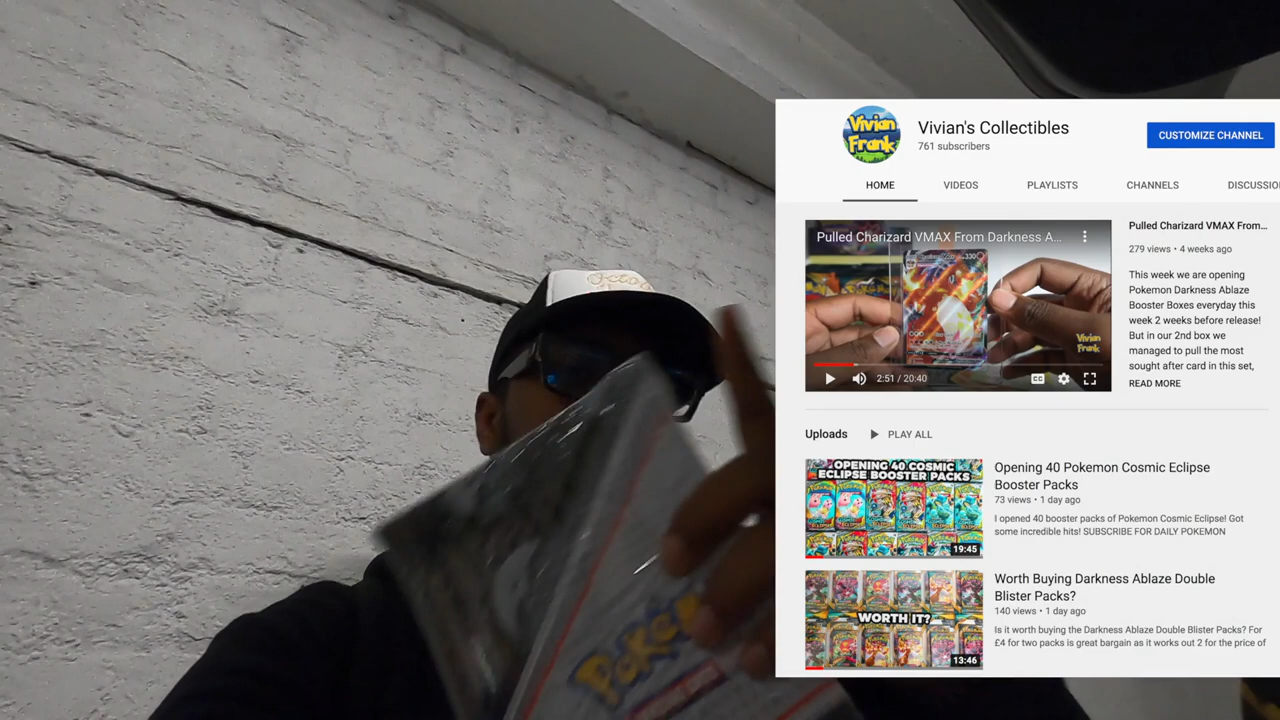 Vivian
Frank
Vivian's Collectibles
761 subscribers
CUSTOMIZE CHANNEL
HOME
VIDEOS
PLAYLISTS
CHANNELS
DISCUSSIO
Pulled Charizard VMAX From Darkness A...
330
Vivian
Frank
2:51 / 20:40
CC
Pulled Charizard VMAX From...
279 views • 4 weeks ago
This week we are opening
Pokemon Darkness Ablaze
Booster Boxes everyday this
week 2 weeks before release!
But in our 2nd box we
managed to pull the most
sought after card in this set,
READ MORE
Uploads
PLAY ALL
OPENING 40 COSMIC
ECLIPSE BOOSTER PACKS
19:45
Opening 40 Pokemon Cosmic Eclipse
Booster Packs
73 views • 1 day ago
I opened 40 booster packs of Pokemon Cosmic Eclipse! Got
some incredible hits! SUBSCRIBE FOR DAILY POKEMON
WORTH IT?
13:46
Worth Buying Darkness Ablaze Double
Blister Packs?
140 views • 1 day ago
Is it worth buying the Darkness Ablaze Double Blister Packs? For
£4 for two packs is great bargain as it works out 2 for the price of
POKéMON